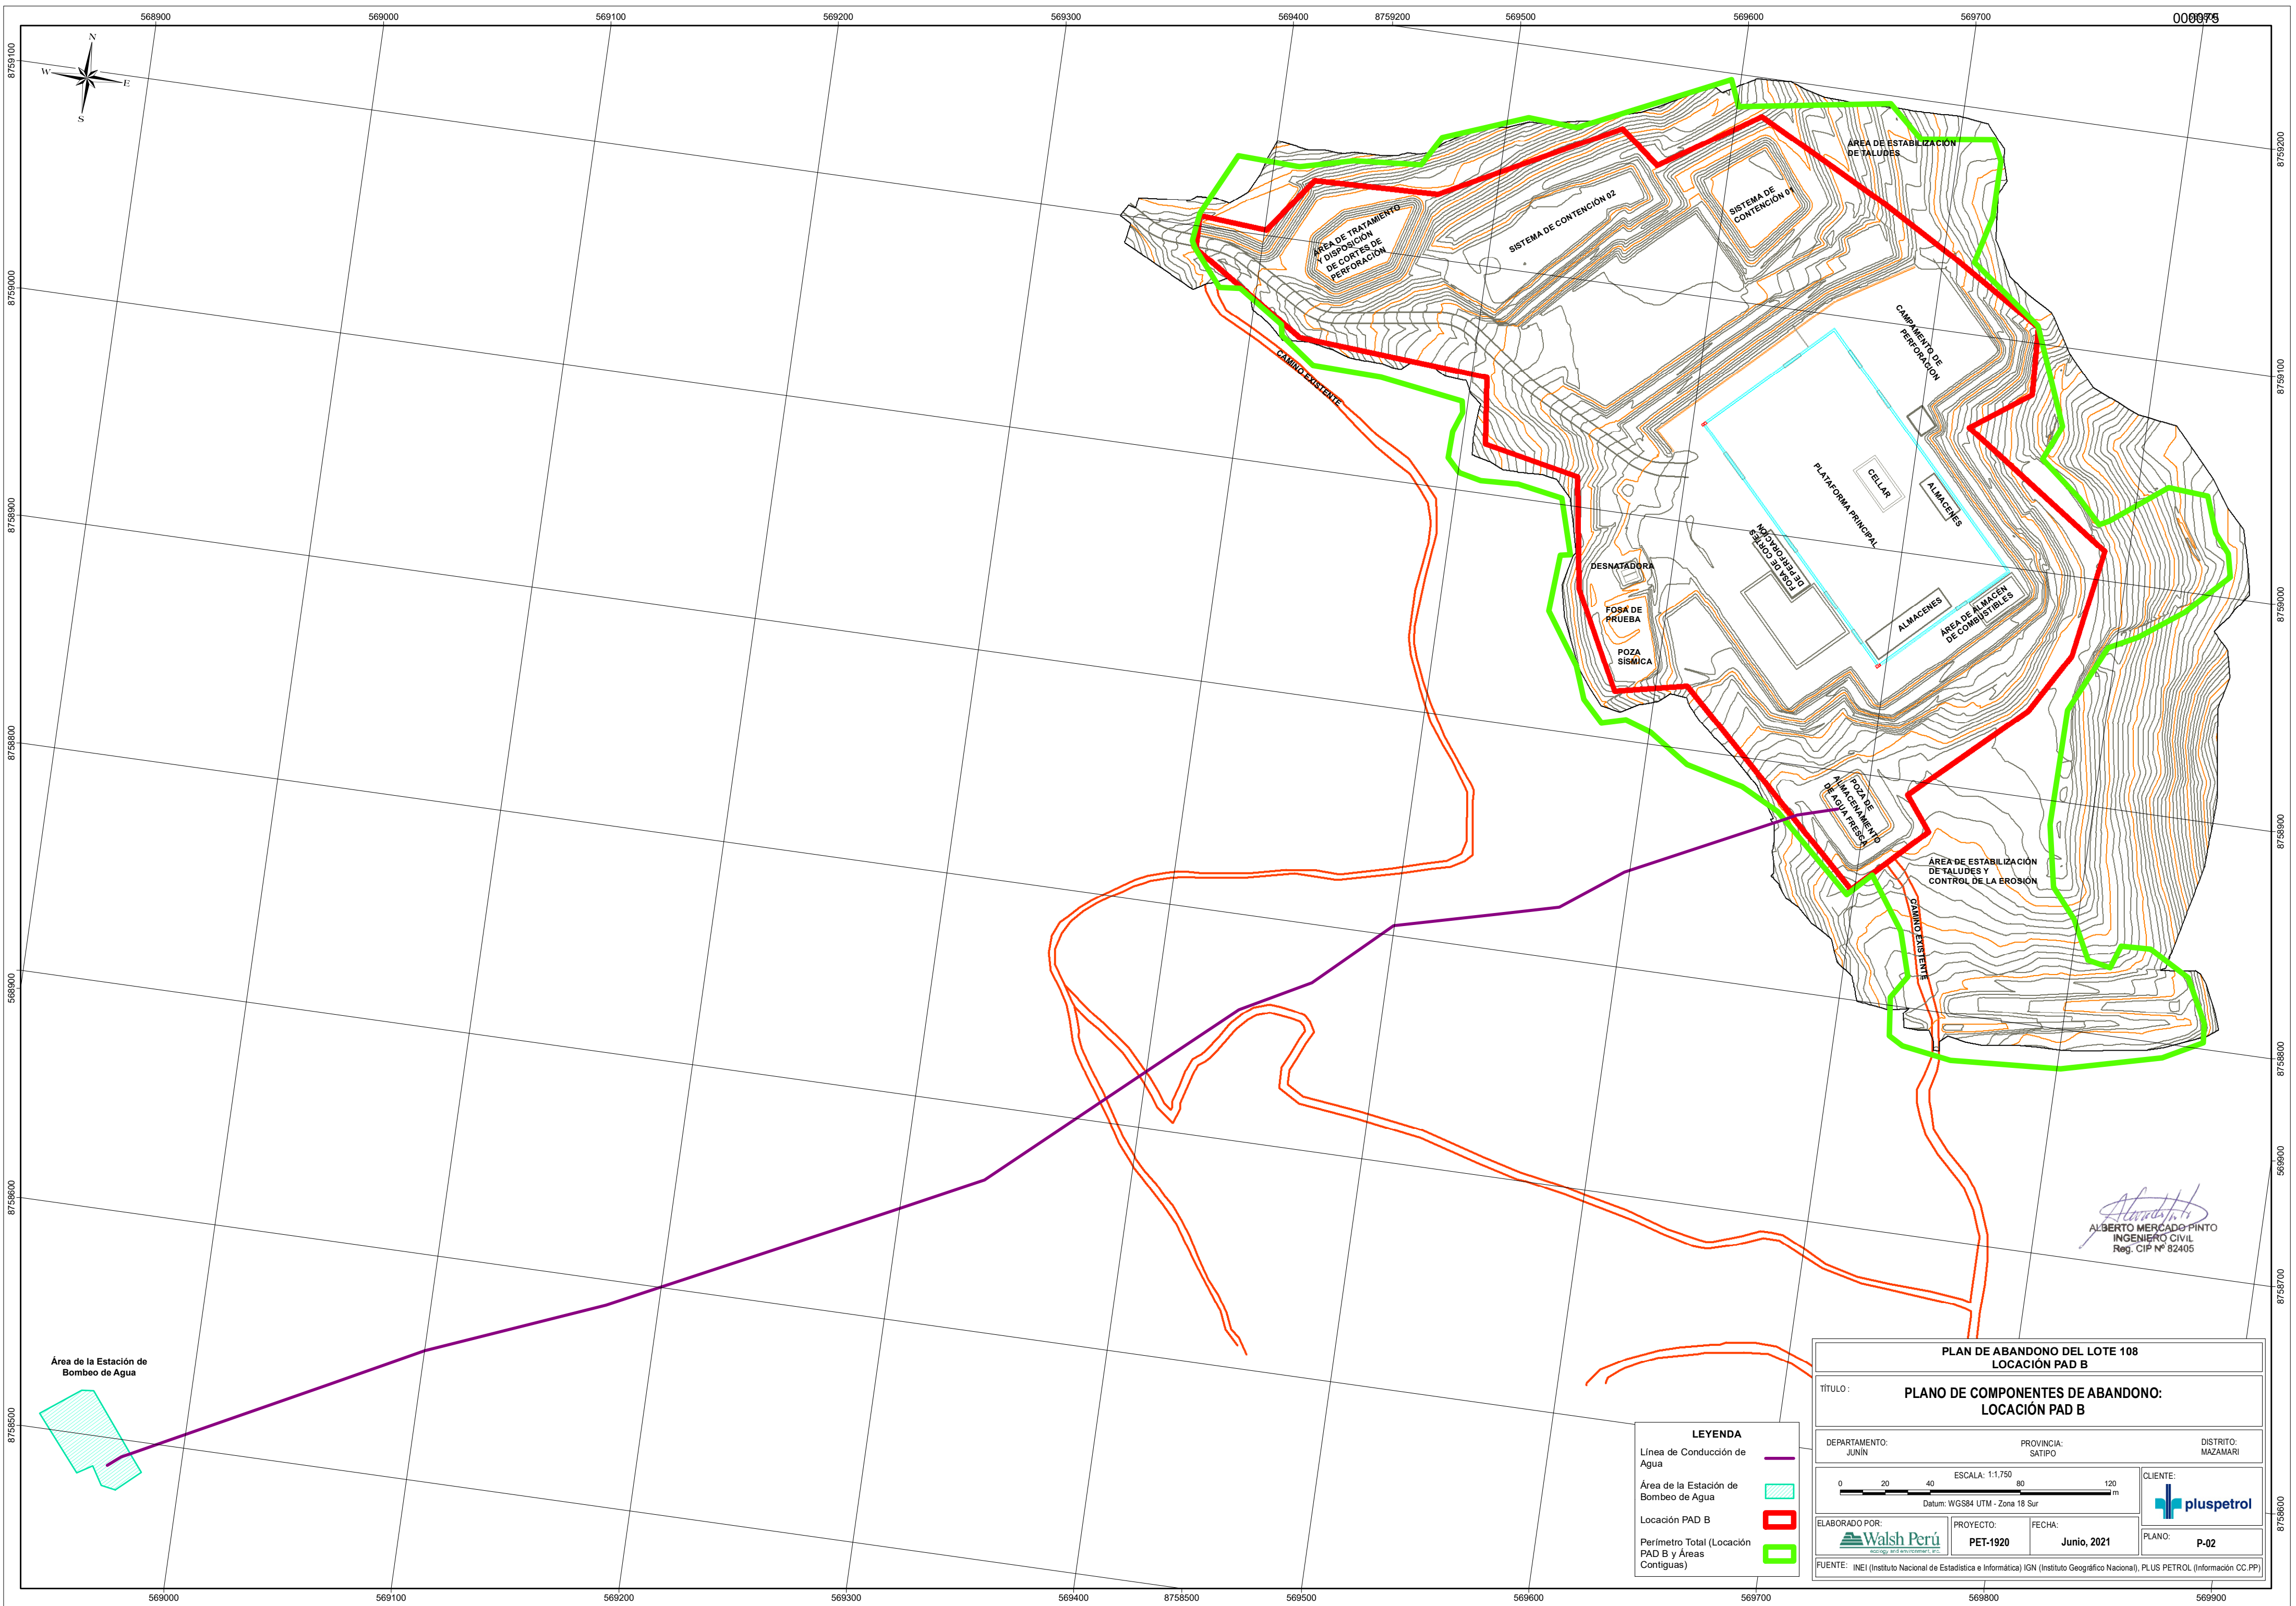 568900
569000
569100
569200
569300
569400
8759200
569500
569600
569700
000075
N
W
E
S
8759100
8759000
8758900
8758800
568900
8758600
8758500
8759200
8759100
8759000
8758900
8758800
569900
8758700
8758600
ÁREA DE ESTABILIZACIÓN
DE TALUDES
SISTEMA DE
CONTENCIÓN 01
SISTEMA DE CONTENCIÓN 02
ÁREA DE TRATAMIENTO
Y DISPOSICIÓN
DE CORTES DE
PERFORACIÓN
CAMINO EXISTENTE
CAMPAMENTO DE
PERFORACION
CELLAR
PLATAFORMA PRINCIPAL
ALMACENES
FOSA DE CORTES
DE PERFORACION
DESNATADORA
FOSA DE
PRUEBA
POZA
SÍSMICA
ALMACENES
ÁREA DE ALMACÉN
DE COMBUSTIBLES
POZA DE
ALMACENAMIENTO
DE AGUA FRESCA
ÁREA DE ESTABILIZACIÓN
DE TALUDES Y
CONTROL DE LA EROSIÓN
CAMINO EXISTENTE
ALBERTO MERCADO PINTO
INGENIERO CIVIL
Reg. CIP Nº 82405
Área de la Estación de
Bombeo de Agua
LEYENDA
Línea de Conducción de
Agua
Área de la Estación de
Bombeo de Agua
Locación PAD B
Perímetro Total (Locación
PAD B y Áreas
Contiguas)
PLAN DE ABANDONO DEL LOTE 108
LOCACIÓN PAD B
TÍTULO :
PLANO DE COMPONENTES DE ABANDONO:
LOCACIÓN PAD B
DEPARTAMENTO:
JUNÍN
PROVINCIA:
SATIPO
DISTRITO:
MAZAMARI
ESCALA: 1:1,750
0 20 40 80 120
m
Datum: WGS84 UTM - Zona 18 Sur
CLIENTE:
pluspetrol
ELABORADO POR:
Walsh Perú
ecology and environment, inc.
PROYECTO:
PET-1920
FECHA:
Junio, 2021
PLANO:
P-02
FUENTE: INEI (Instituto Nacional de Estadística e Informática) IGN (Instituto Geográfico Nacional), PLUS PETROL (Información CC.PP)
569000
569100
569200
569300
569400
8758500
569500
569600
569700
569800
569900